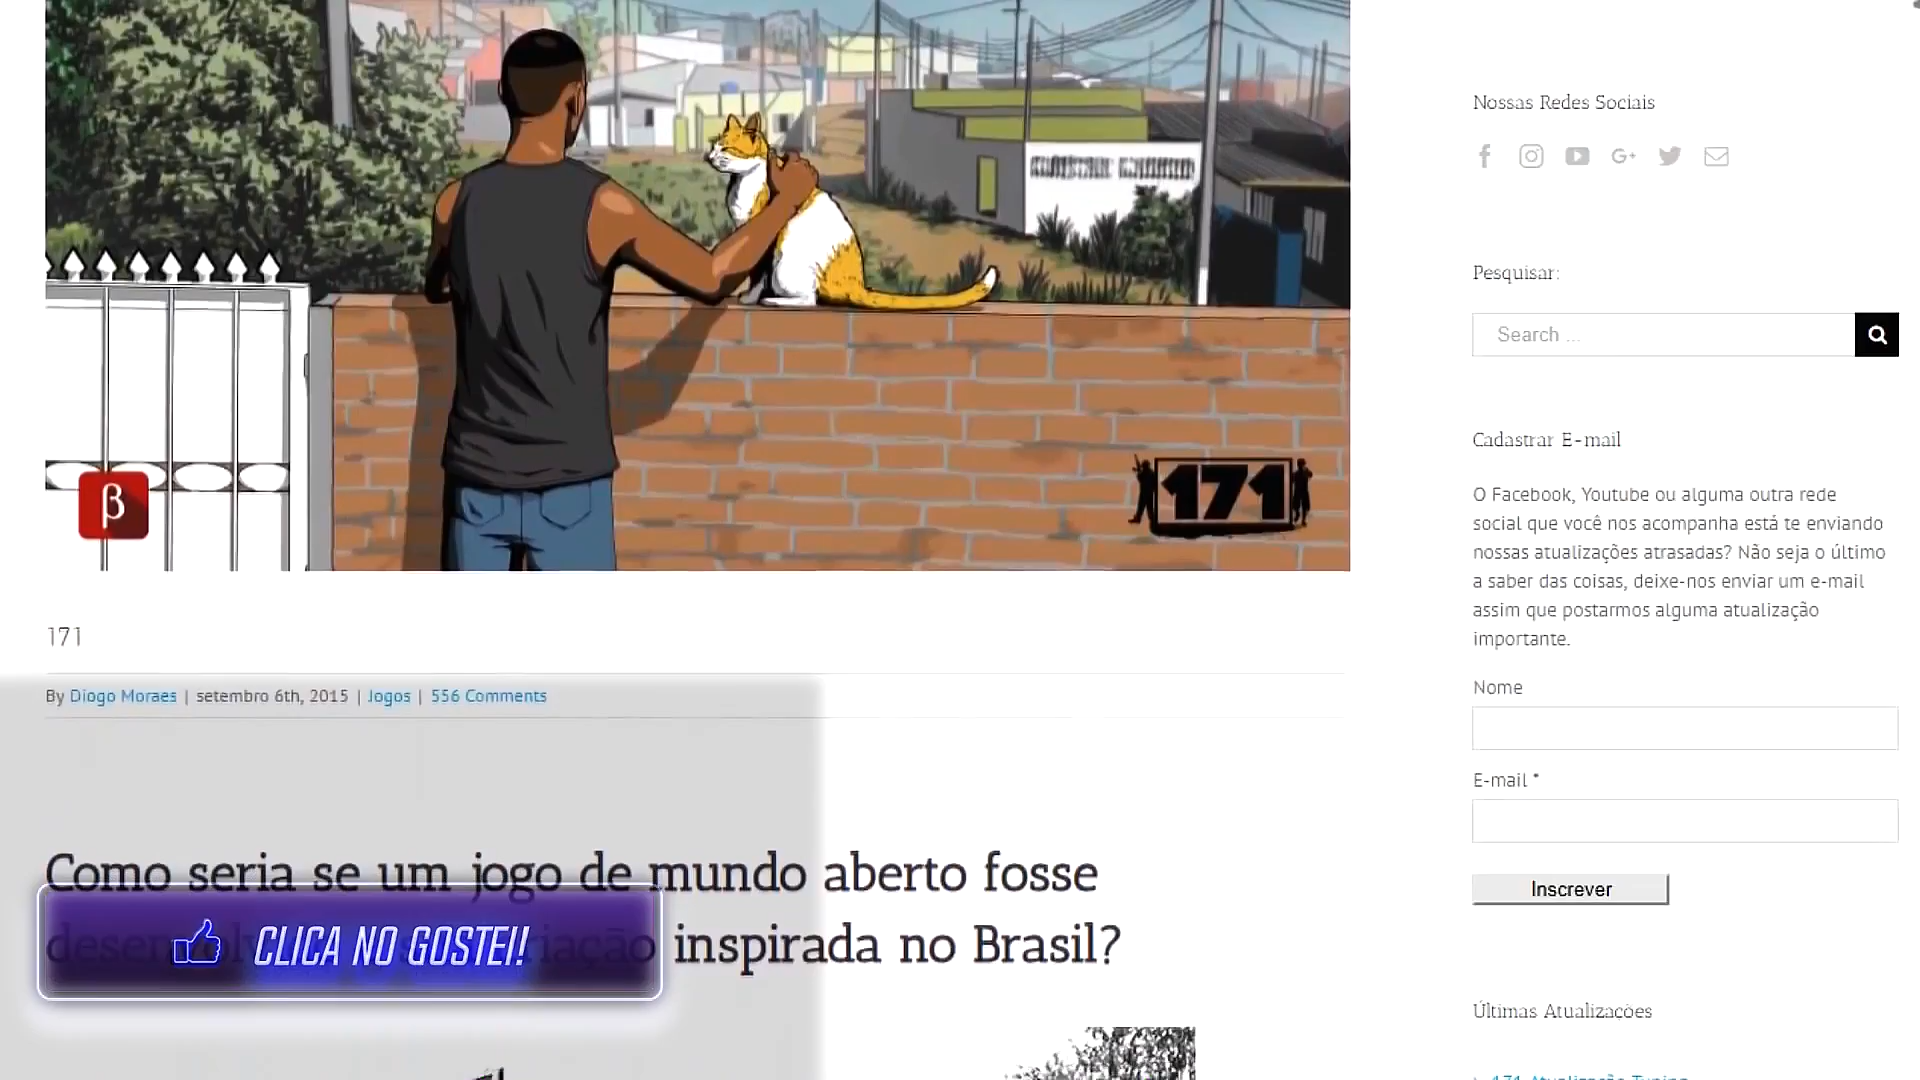 171
β
171
By Diogo Moraes | setembro 6th, 2015 | Jogos | 556 Comments
Como seria se um jogo de mundo aberto fosse
inspirada no Brasil?
CLICA NO GOSTEI!
Nossas Redes Sociais
G+
Pesquisar:
Search ...
Cadastrar E-mail
O Facebook, Youtube ou alguma outra rede
social que você nos acompanha está te enviando
nossas atualizações atrasadas? Não seja o último
a saber das coisas, deixe-nos enviar um e-mail
assim que postarmos alguma atualização
importante.
Nome
E-mail *
Inscrever
Últimas Atualizações
171 Atualização Tuning